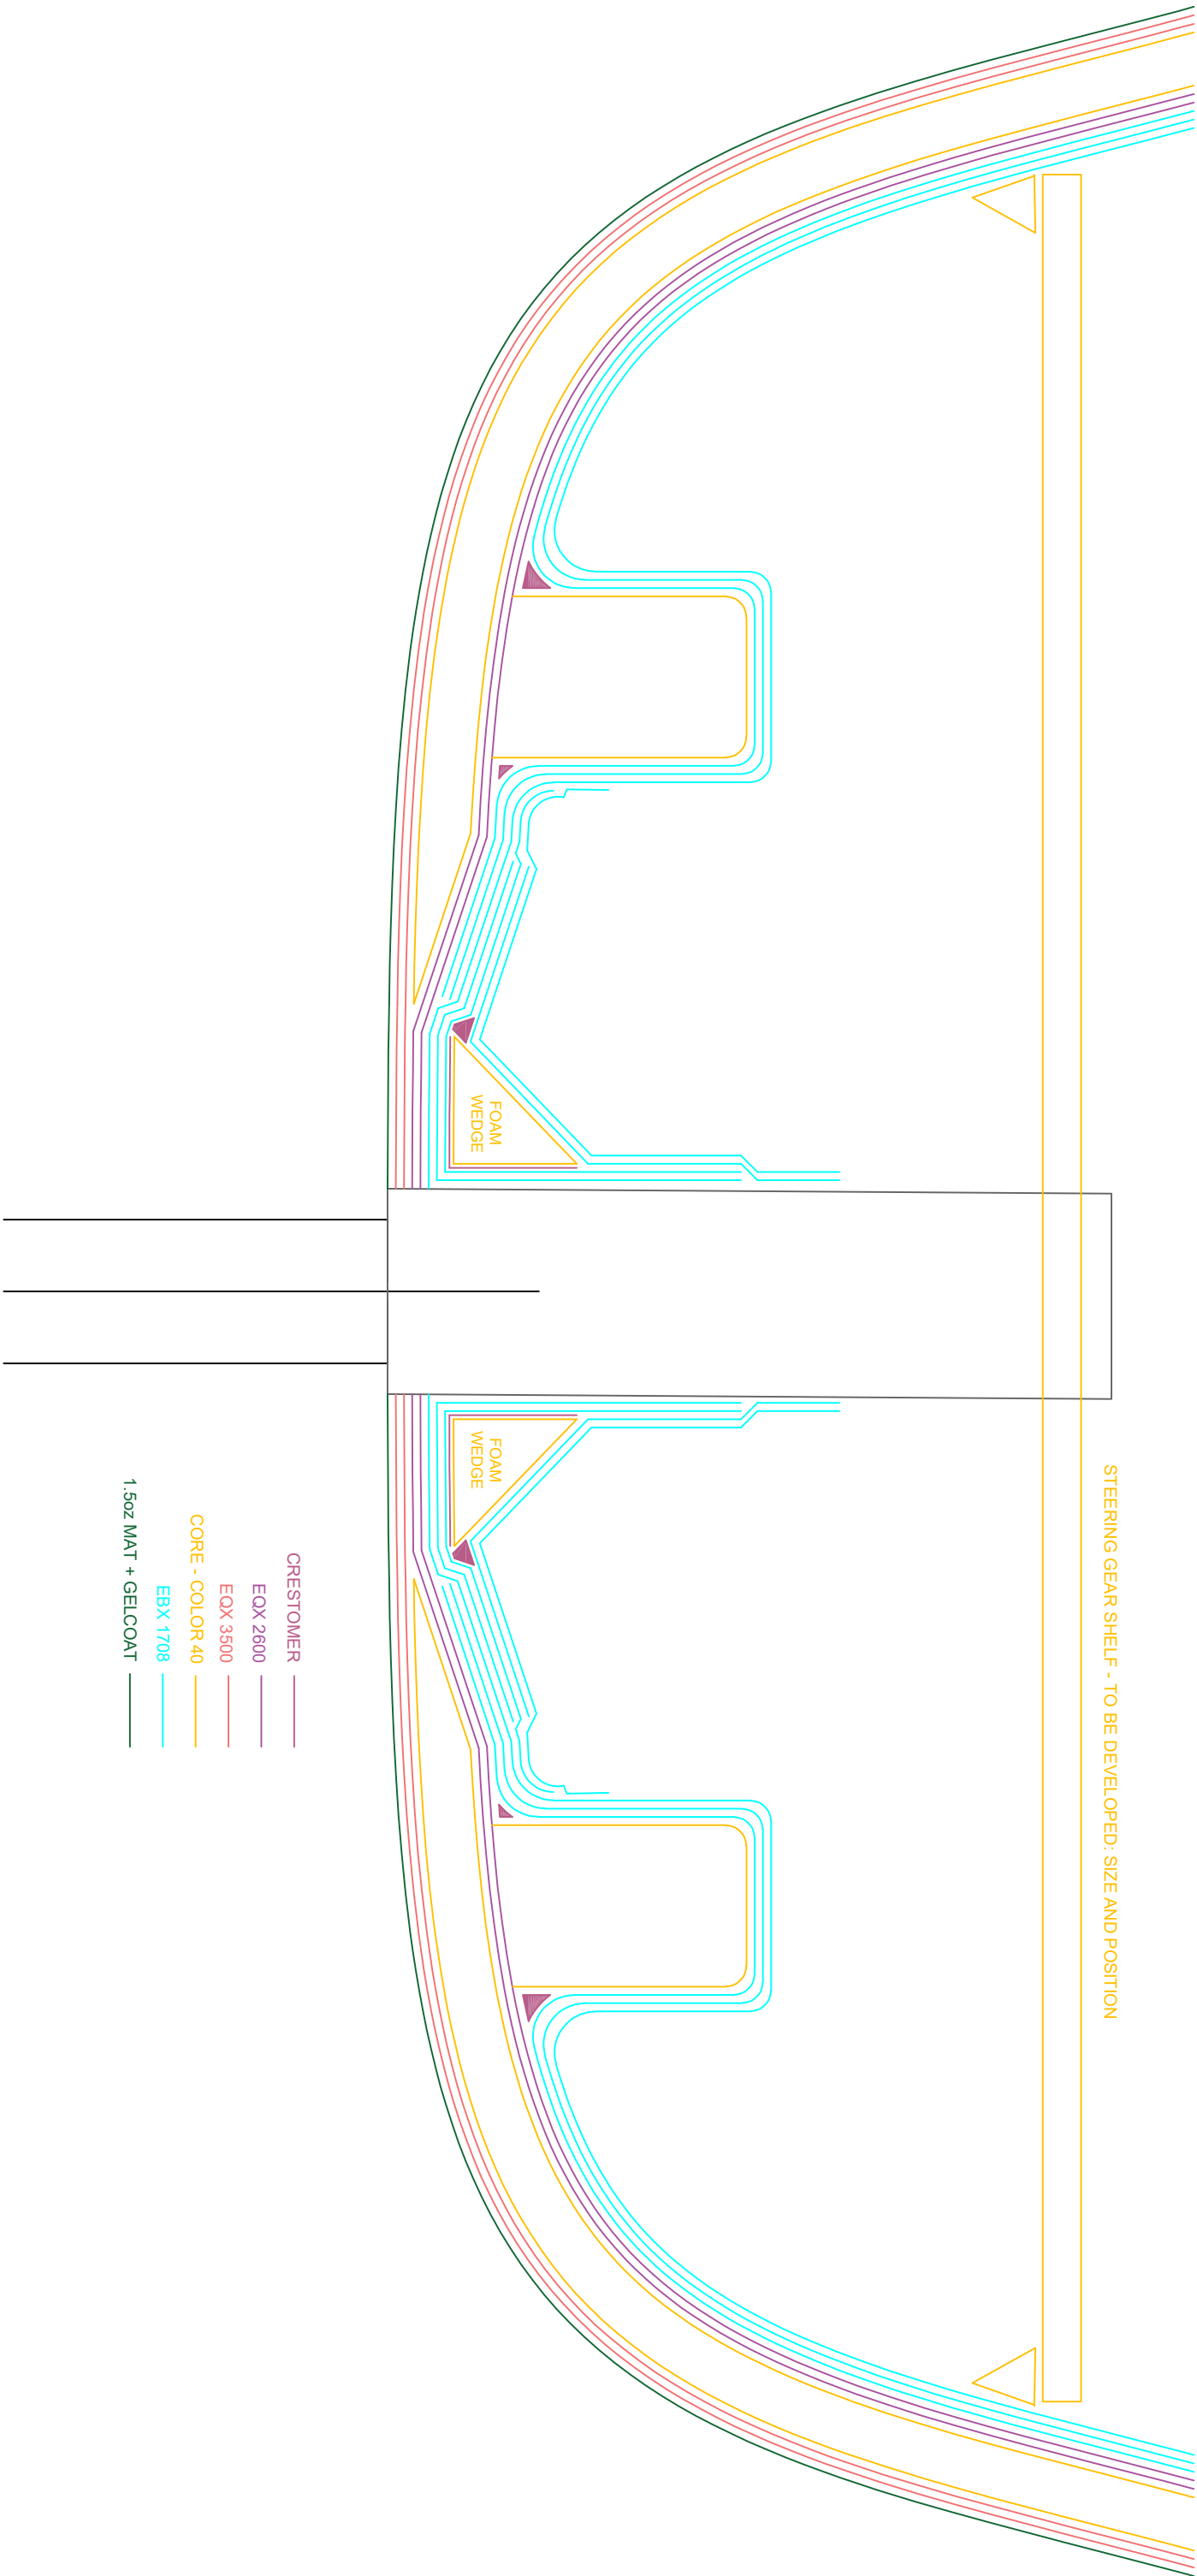 STEERING GEAR SHELF - TO BE DEVELOPED: SIZE AND POSITION
FOAM
WEDGE
FOAM
WEDGE
CRESTOMER
EQX 2600
EQX 3500
CORE - COLOR 40
EBX 1708
1.5oz MAT + GELCOAT